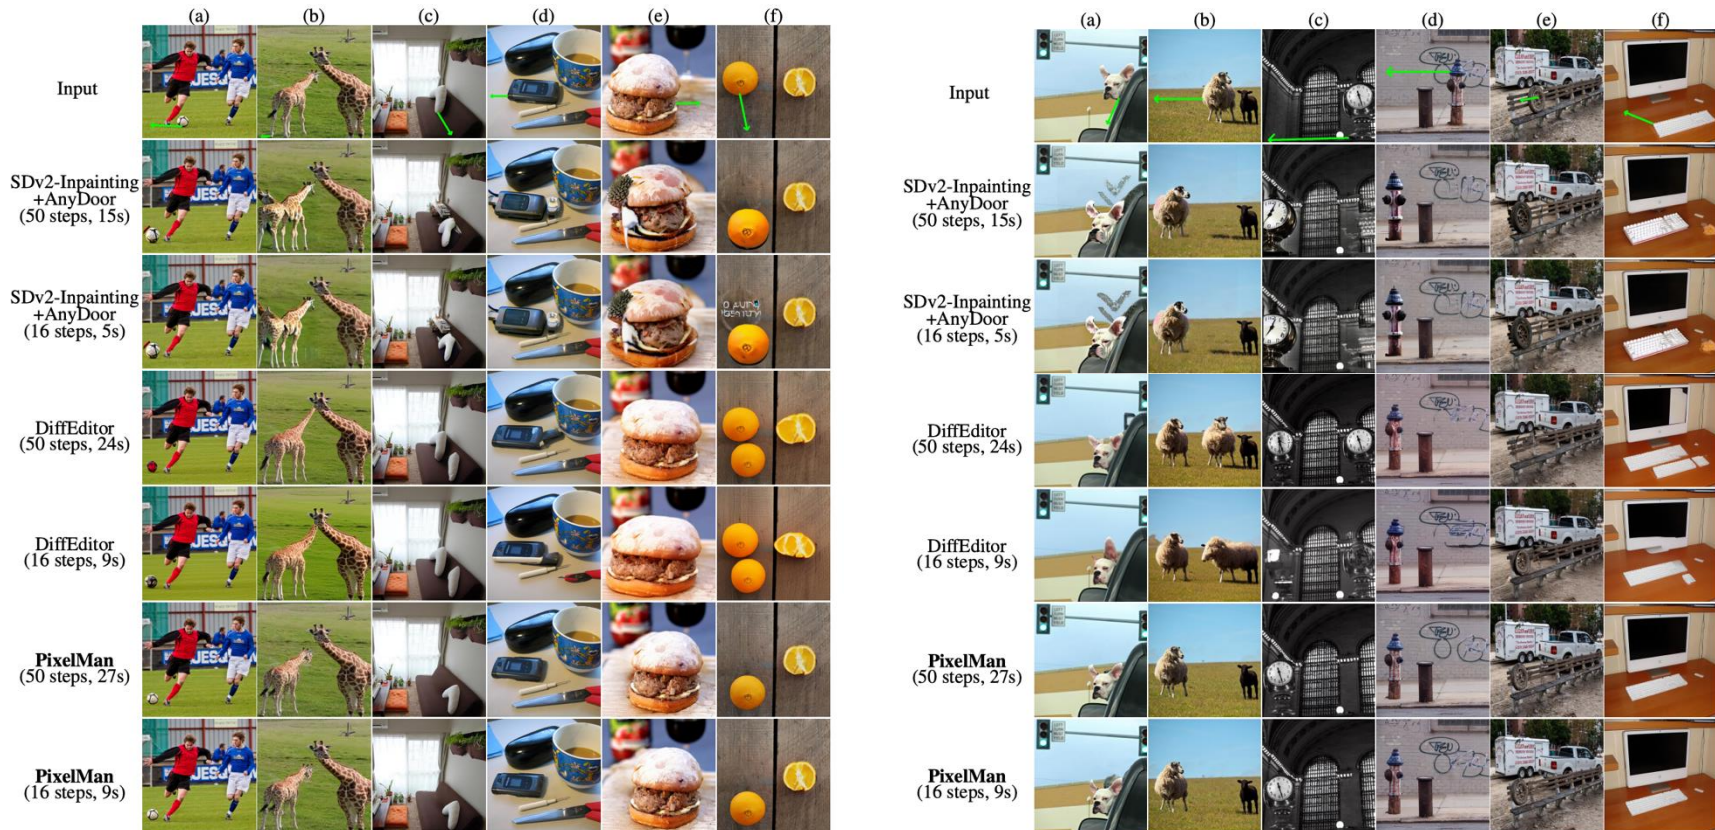 (a) (b) (c) (d) (e) (f)
Input
SDv2-Inpainting
+AnyDoor
(50 steps, 15s)
SDv2-Inpainting
+AnyDoor
(16 steps, 5s)
DiffEditor
(50 steps, 24s)
DiffEditor
(16 steps, 9s)
PixelMan
(50 steps, 27s)
PixelMan
(16 steps, 9s)
(a) (b) (c) (d) (e) (f)
Input
SDv2-Inpainting
+AnyDoor
(50 steps, 15s)
SDv2-Inpainting
+AnyDoor
(16 steps, 5s)
DiffEditor
(50 steps, 24s)
DiffEditor
(16 steps, 9s)
PixelMan
(50 steps, 27s)
PixelMan
(16 steps, 9s)